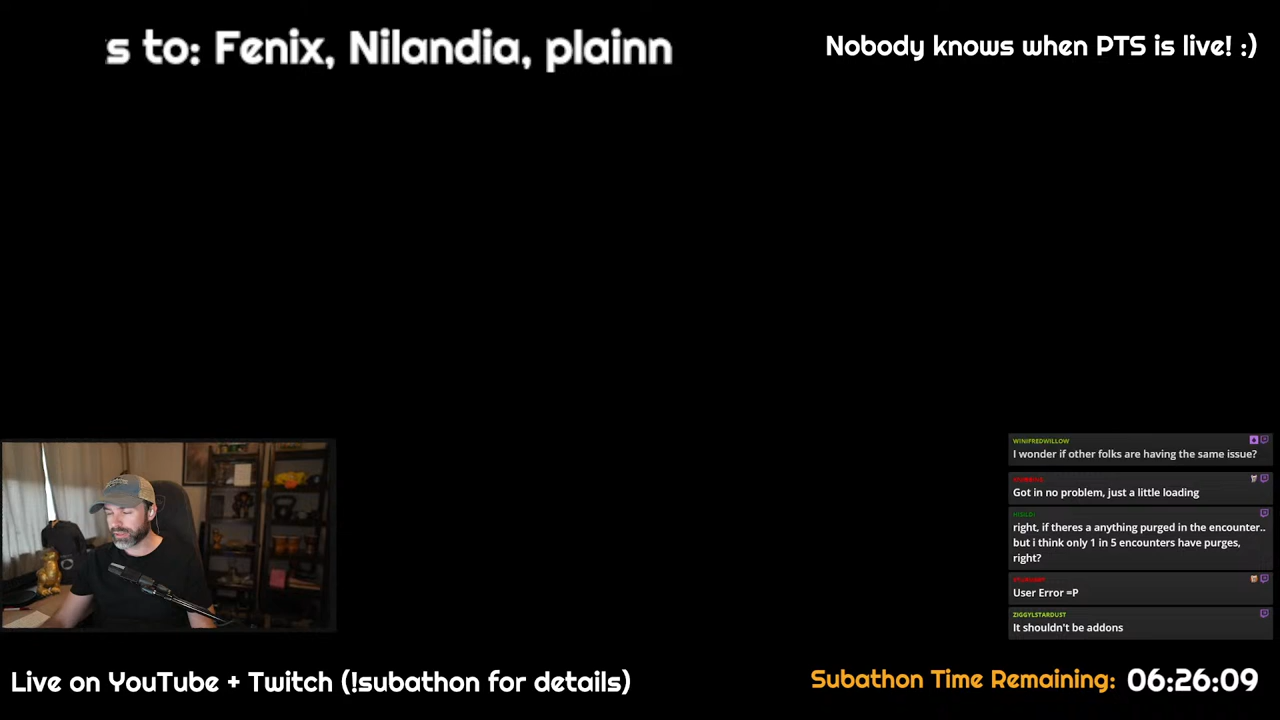 s to: Fenix, Nilandia, plainn
Nobody knows when PTS is live! :)
WINIFREDWILLOW
I wonder if other folks are having the same issue?
Got in no problem, just a little loading
right, if theres a anything purged in the encounter..
but i think only 1 in 5 encounters have purges,
right?
User Error =P
ZIGGYLSTARDUST
It shouldn't be addons
Live on YouTube + Twitch (!subathon for details)
Subathon Time Remaining: 06:26:09